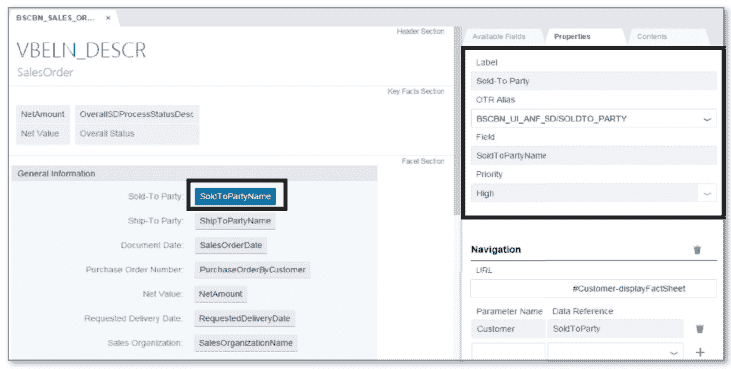 BSCBN_SALES_OR...
Header Section
VBELN_DESCR
SalesOrder
Key Facts Section
NetAmount OverallSDProcessStatusDesc
Net Value Overall Status
Facet Section
General Information
Sold-To Party: SoldToPartyName
Ship-To Party: ShipToPartyName
Document Date: SalesOrderDate
Purchase Order Number: PurchaseOrderByCustomer
Net Value: NetAmount
Requested Delivery Date: RequestedDeliveryDate
Sales Organization: SalesOrganizationName
Available Fields Properties Contents
Label
Sold-To Party
OTR Alias
BSCBN_UI_ANF_SD/SOLDTO_PARTY
Field
SoldToPartyName
Priority
High
Navigation
URL
#Customer-displayFactSheet
Parameter Name Data Reference
Customer SoldToParty